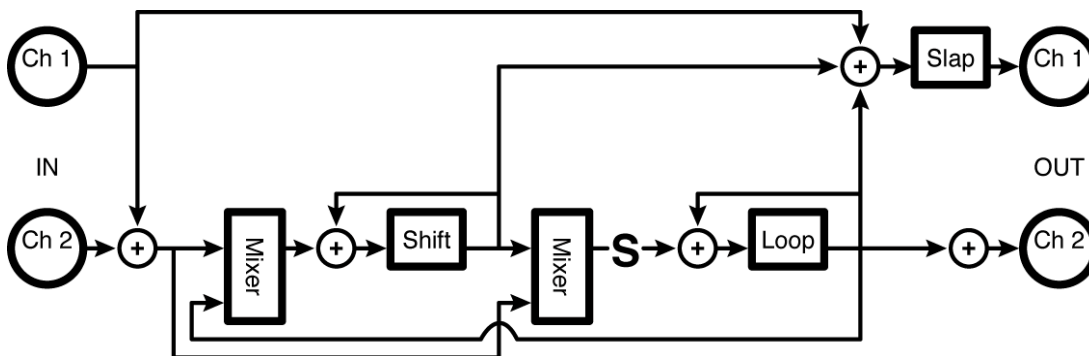 Ch 1
+
Slap
Ch 1
IN
OUT
Ch 2
+
Mixer
+
Shift
Mixer
S
+
Loop
+
Ch 2